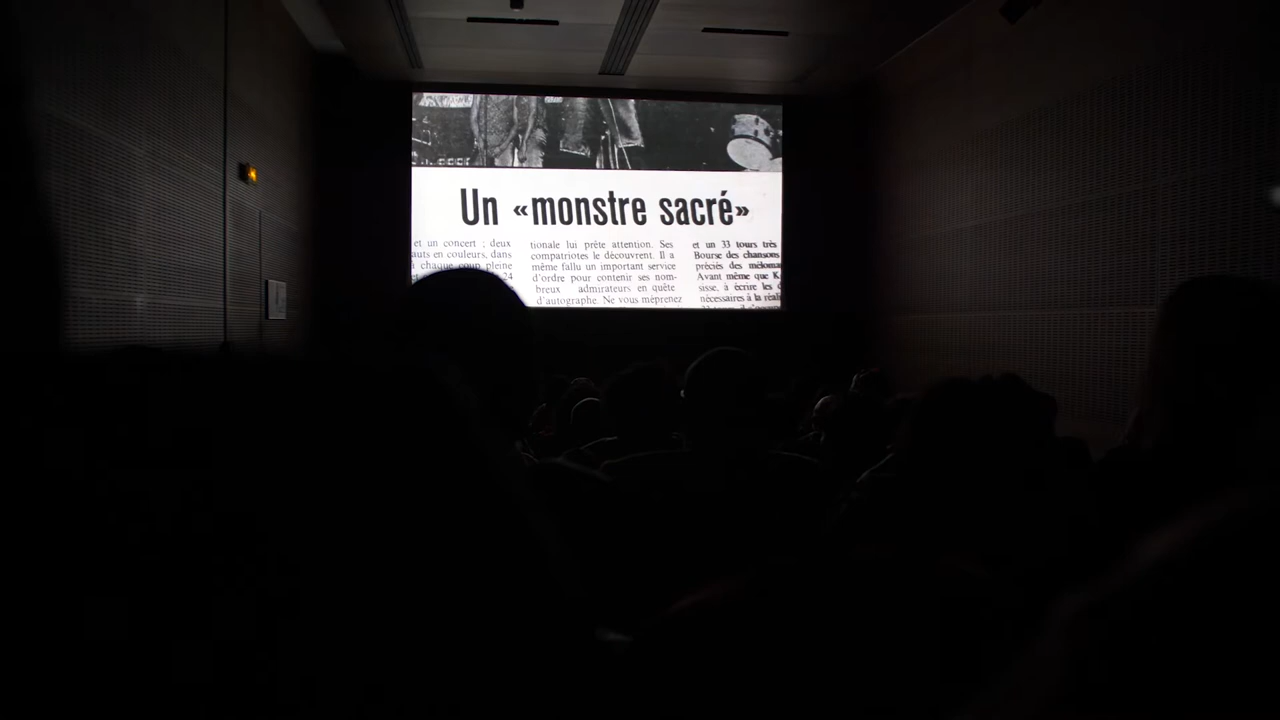 Un «monstre sacré»
et un concert ; deux
auts en couleurs, dans
à chaque coup pleine
24
tionale lui prête attention. Ses
compatriotes le découvrent. Il a
même fallu un important service
d'ordre pour contenir ses nom-
breux admirateurs en quête
d'autographe. Ne vous méprenez
et un 33 tours très
Bourse des chansons
préciés des méloma
Avant même que K
sisse, à écrire les d
nécessaires à la réali